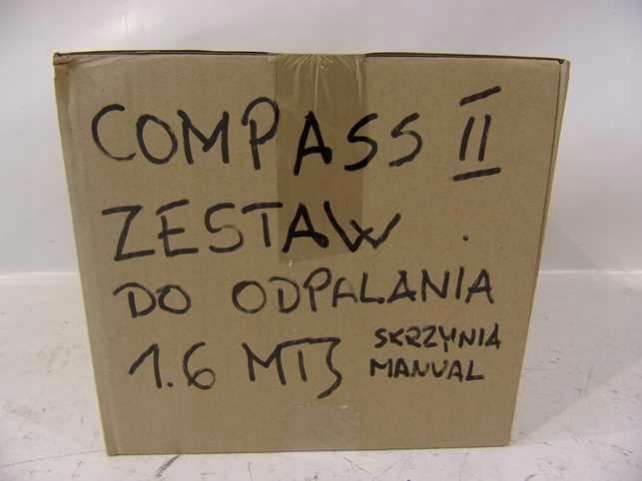 COMPASS II
ZESTAW
DO ODPALANIA
1.6 MTJ SKRZYNIA
MANUAL